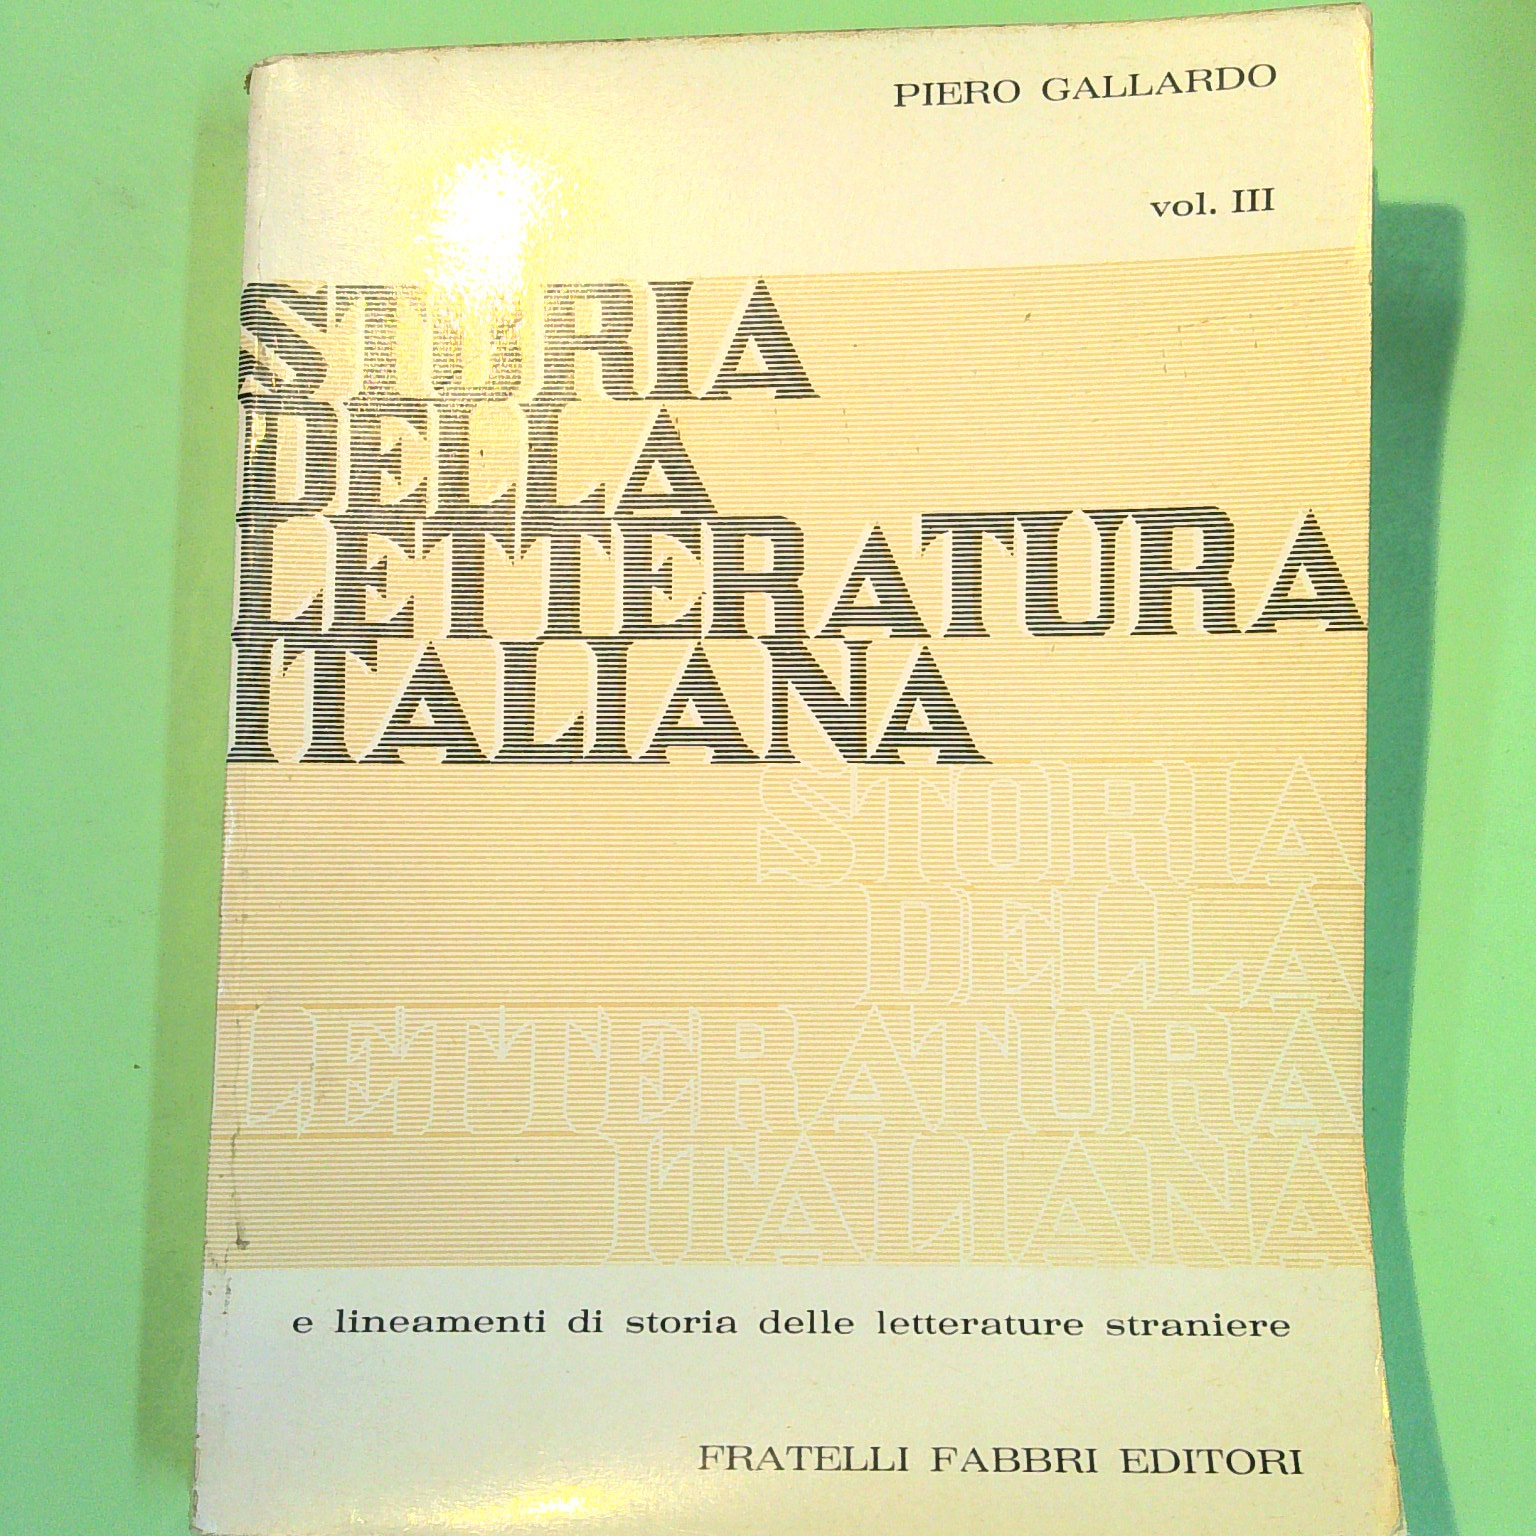 PIERO GALLARDO
vol. III
STORIA
DELLA
LETTERATURA
ITALIANA
STORIA
DELLA
LETTERATURA
ITALIANA
e lineamenti di storia delle letterature straniere
FRATELLI FABBRI EDITORI